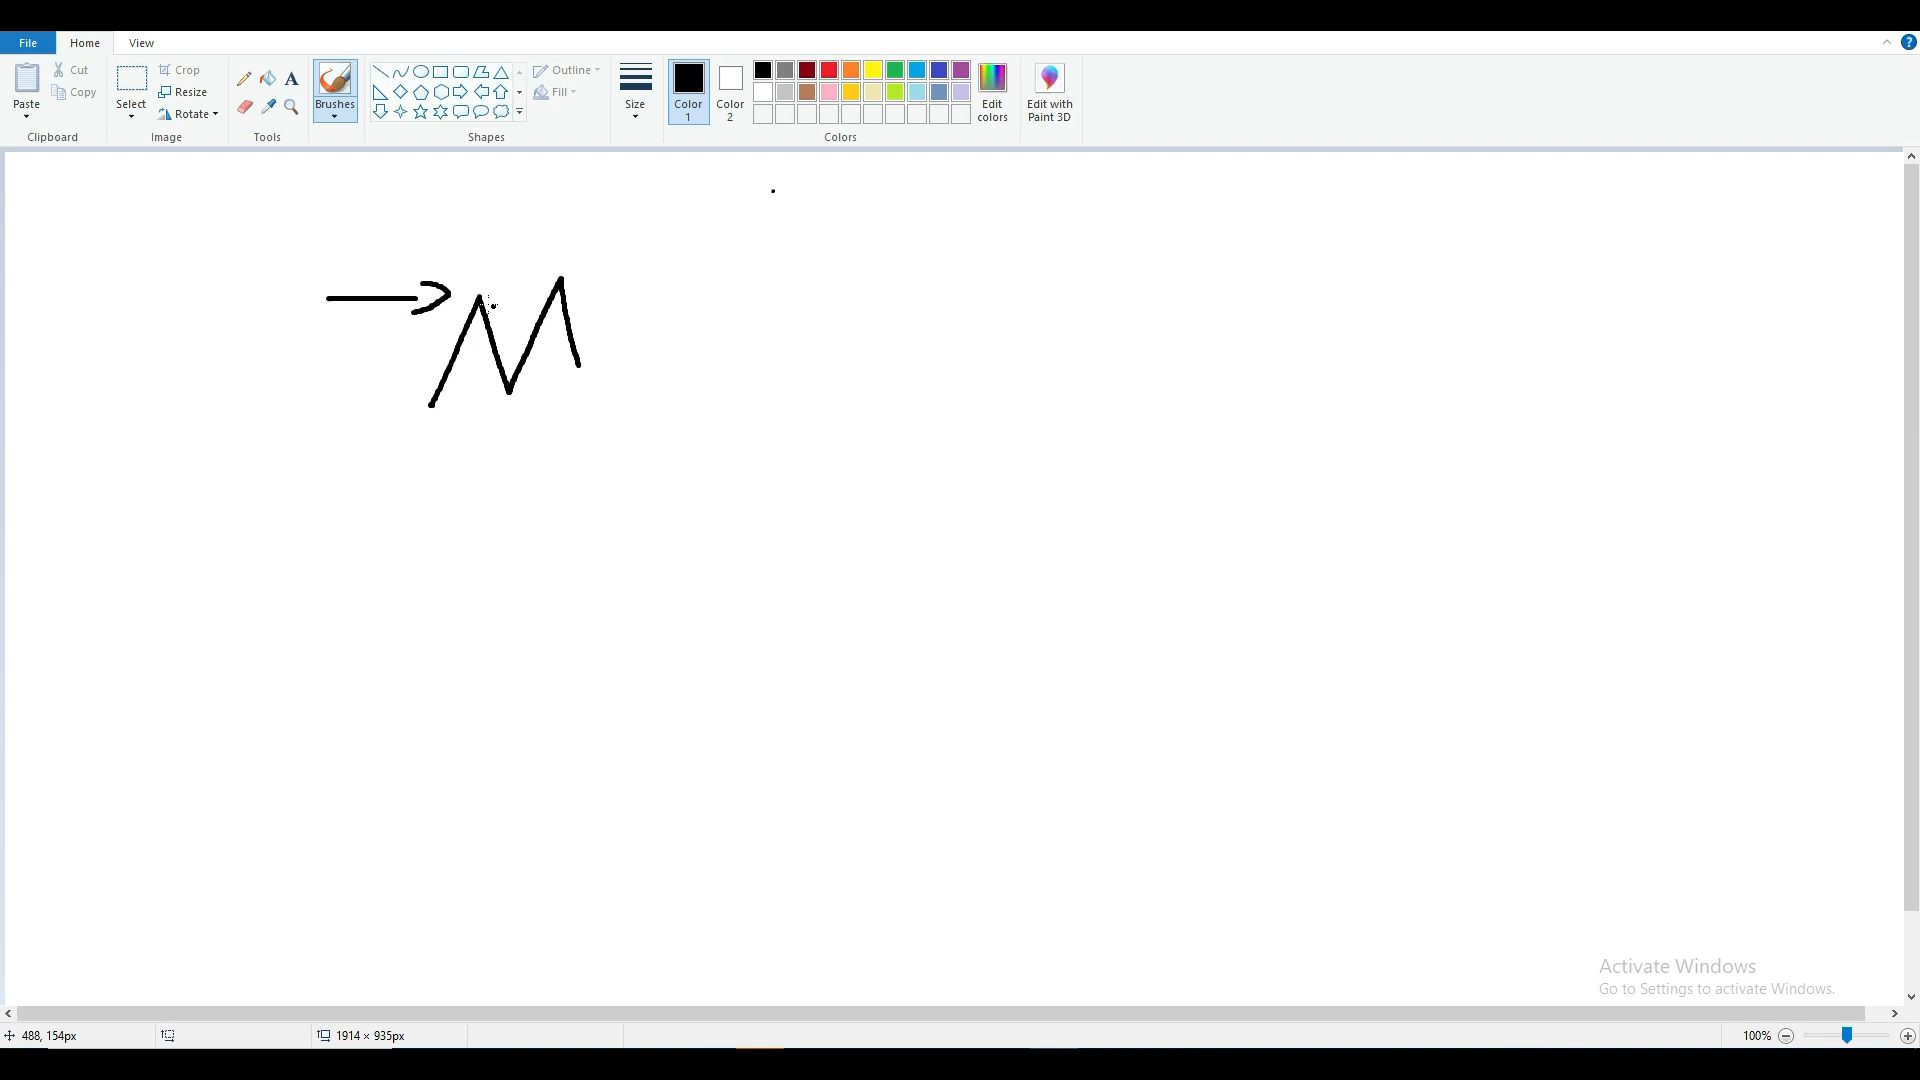 File Home View
Paste
Cut
Copy
Clipboard
Select
Crop
Resize
Rotate
Image
A
Tools
Brushes
Shapes
Outline
Fill
Size
Color
1
Color
2
Edit
colors
Colors
Edit with
Paint 3D
?
M
Activate Windows
Go to Settings to activate Windows.
488, 154px
1914 × 935px
100%